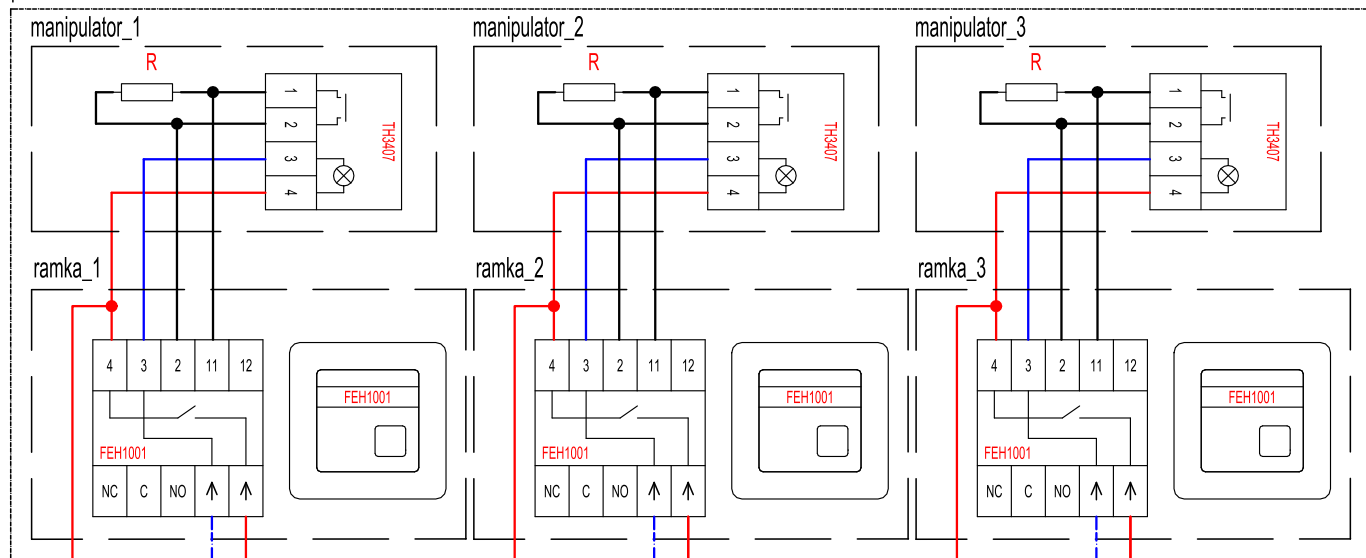 manipulator_1 manipulator_2 manipulator_3
R R R
1 1 1
2 2 2
TH3407 TH3407 TH3407
3 3 3
4 4 4
ramka_1 ramka_2 ramka_3
4 3 2 11 12 4 3 2 11 12 4 3 2 11 12
FEH1001 FEH1001 FEH1001
FEH1001 FEH1001 FEH1001
NC C NO NC C NO NC C NO